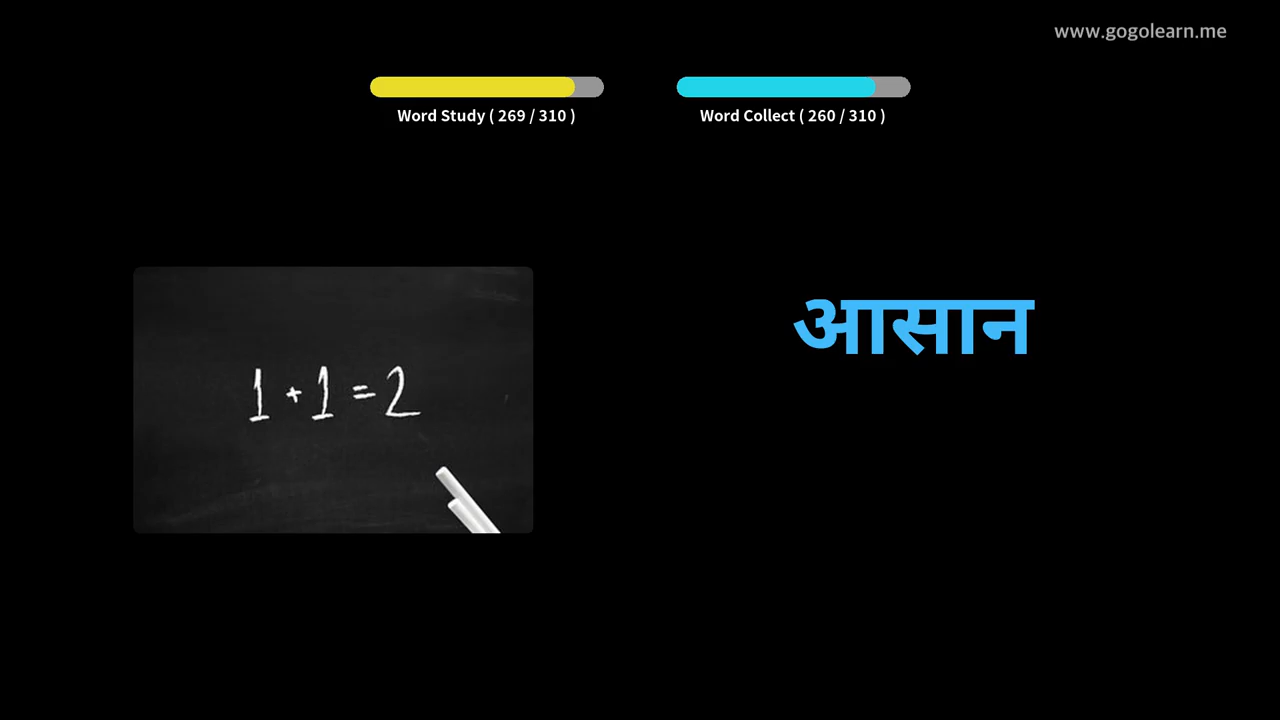 www.gogolearn.me
Word Study ( 269 / 310 )
Word Collect ( 260 / 310 )
आसान
1 + 1 = 2